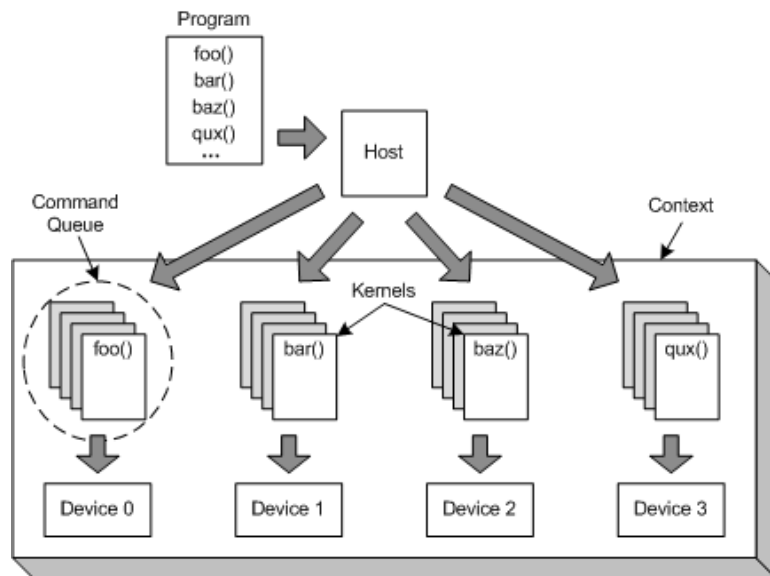 Program
foo()
bar()
baz()
qux()
...
Host
Command
Queue
Context
Kernels
foo()
bar()
baz()
qux()
Device 0
Device 1
Device 2
Device 3